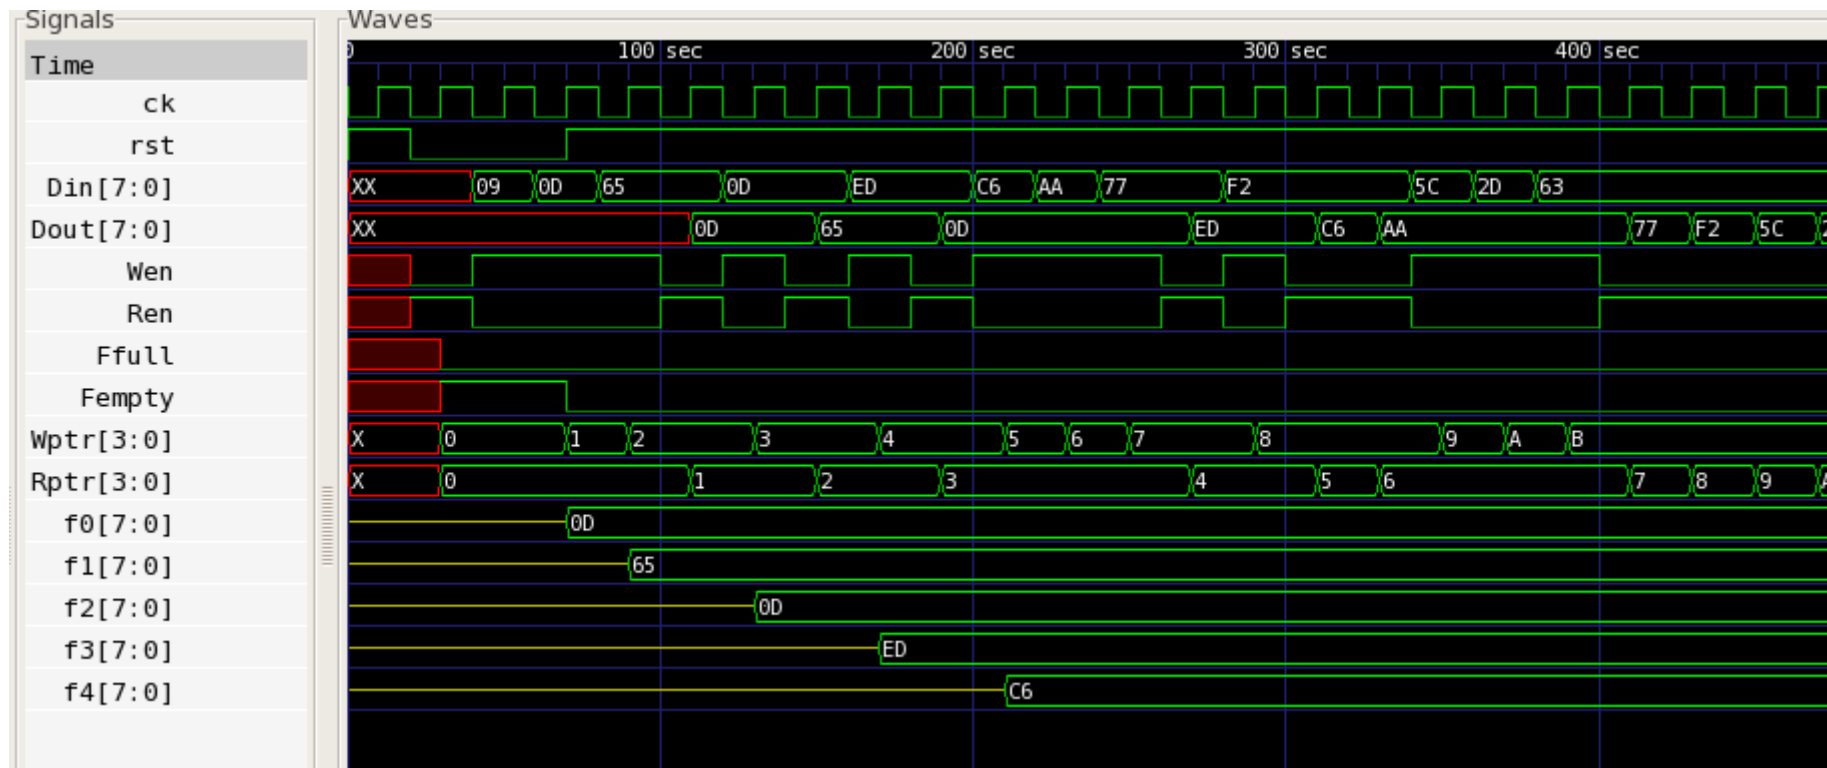 Signals Waves
Time 0 100 sec 200 sec 300 sec 400 sec
ck
rst
Din[7:0] XX 09 0D 65 0D ED C6 AA 77 F2 5C 2D 63
Dout[7:0] XX 0D 65 0D ED C6 AA 77 F2 5C
Wen
Ren
Ffull
Fempty
Wptr[3:0] X 0 1 2 3 4 5 6 7 8 9 A B
Rptr[3:0] X 0 1 2 3 4 5 6 7 8 9
f0[7:0] 0D
f1[7:0] 65
f2[7:0] 0D
f3[7:0] ED
f4[7:0] C6